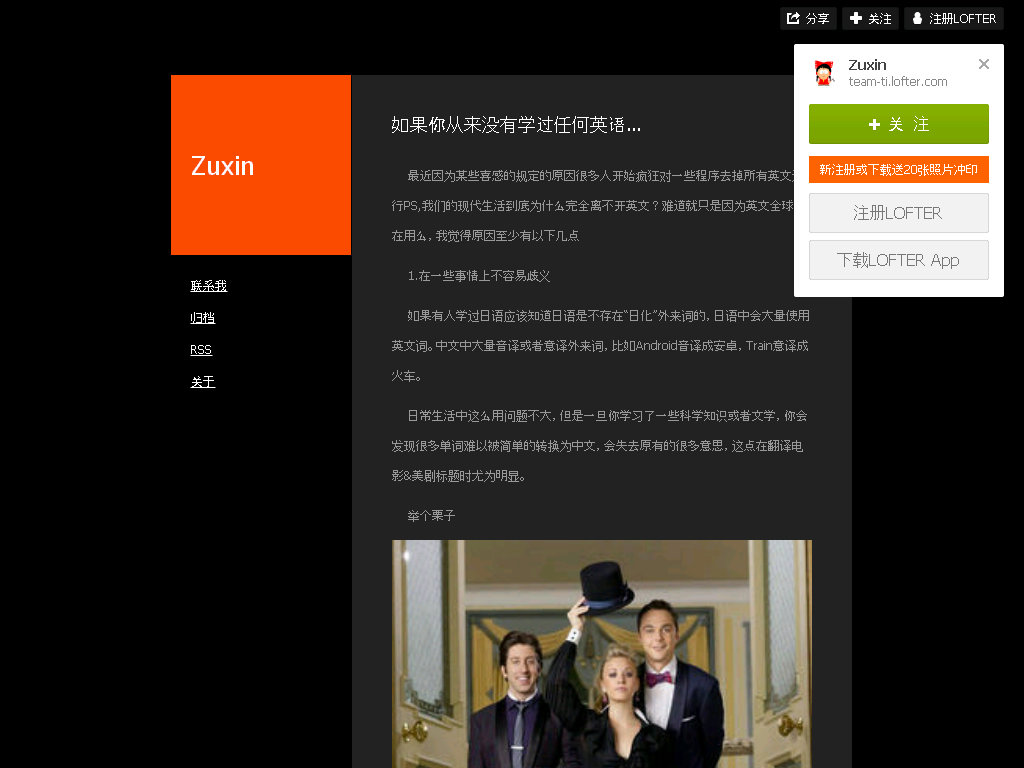 分享
关注
注册LOFTER
Zuxin
team-ti.lofter.com
+ 关 注
新注册或下载送20张照片冲印
注册LOFTER
下载LOFTER App
Zuxin
联系我
归档
RSS
关于
如果你从来没有学过任何英语...
最近因为某些喜感的规定的原因很多人开始疯狂对一些程序去掉所有英文
行PS,我们的现代生活到底为什么完全离不开英文？难道就只是因为英文全球
在用么，我觉得原因至少有以下几点
1.在一些事情上不容易歧义
如果有人学过日语应该知道日语是不存在“日化”外来词的，日语中会大量使用
英文词。中文中大量音译或者意译外来词，比如Android音译成安卓，Train意译成
火车。
日常生活中这么用问题不大，但是一旦你学习了一些科学知识或者文学，你会
发现很多单词难以被简单的转换为中文，会失去原有的很多意思，这点在翻译电
影&美剧标题时尤为明显。
举个栗子